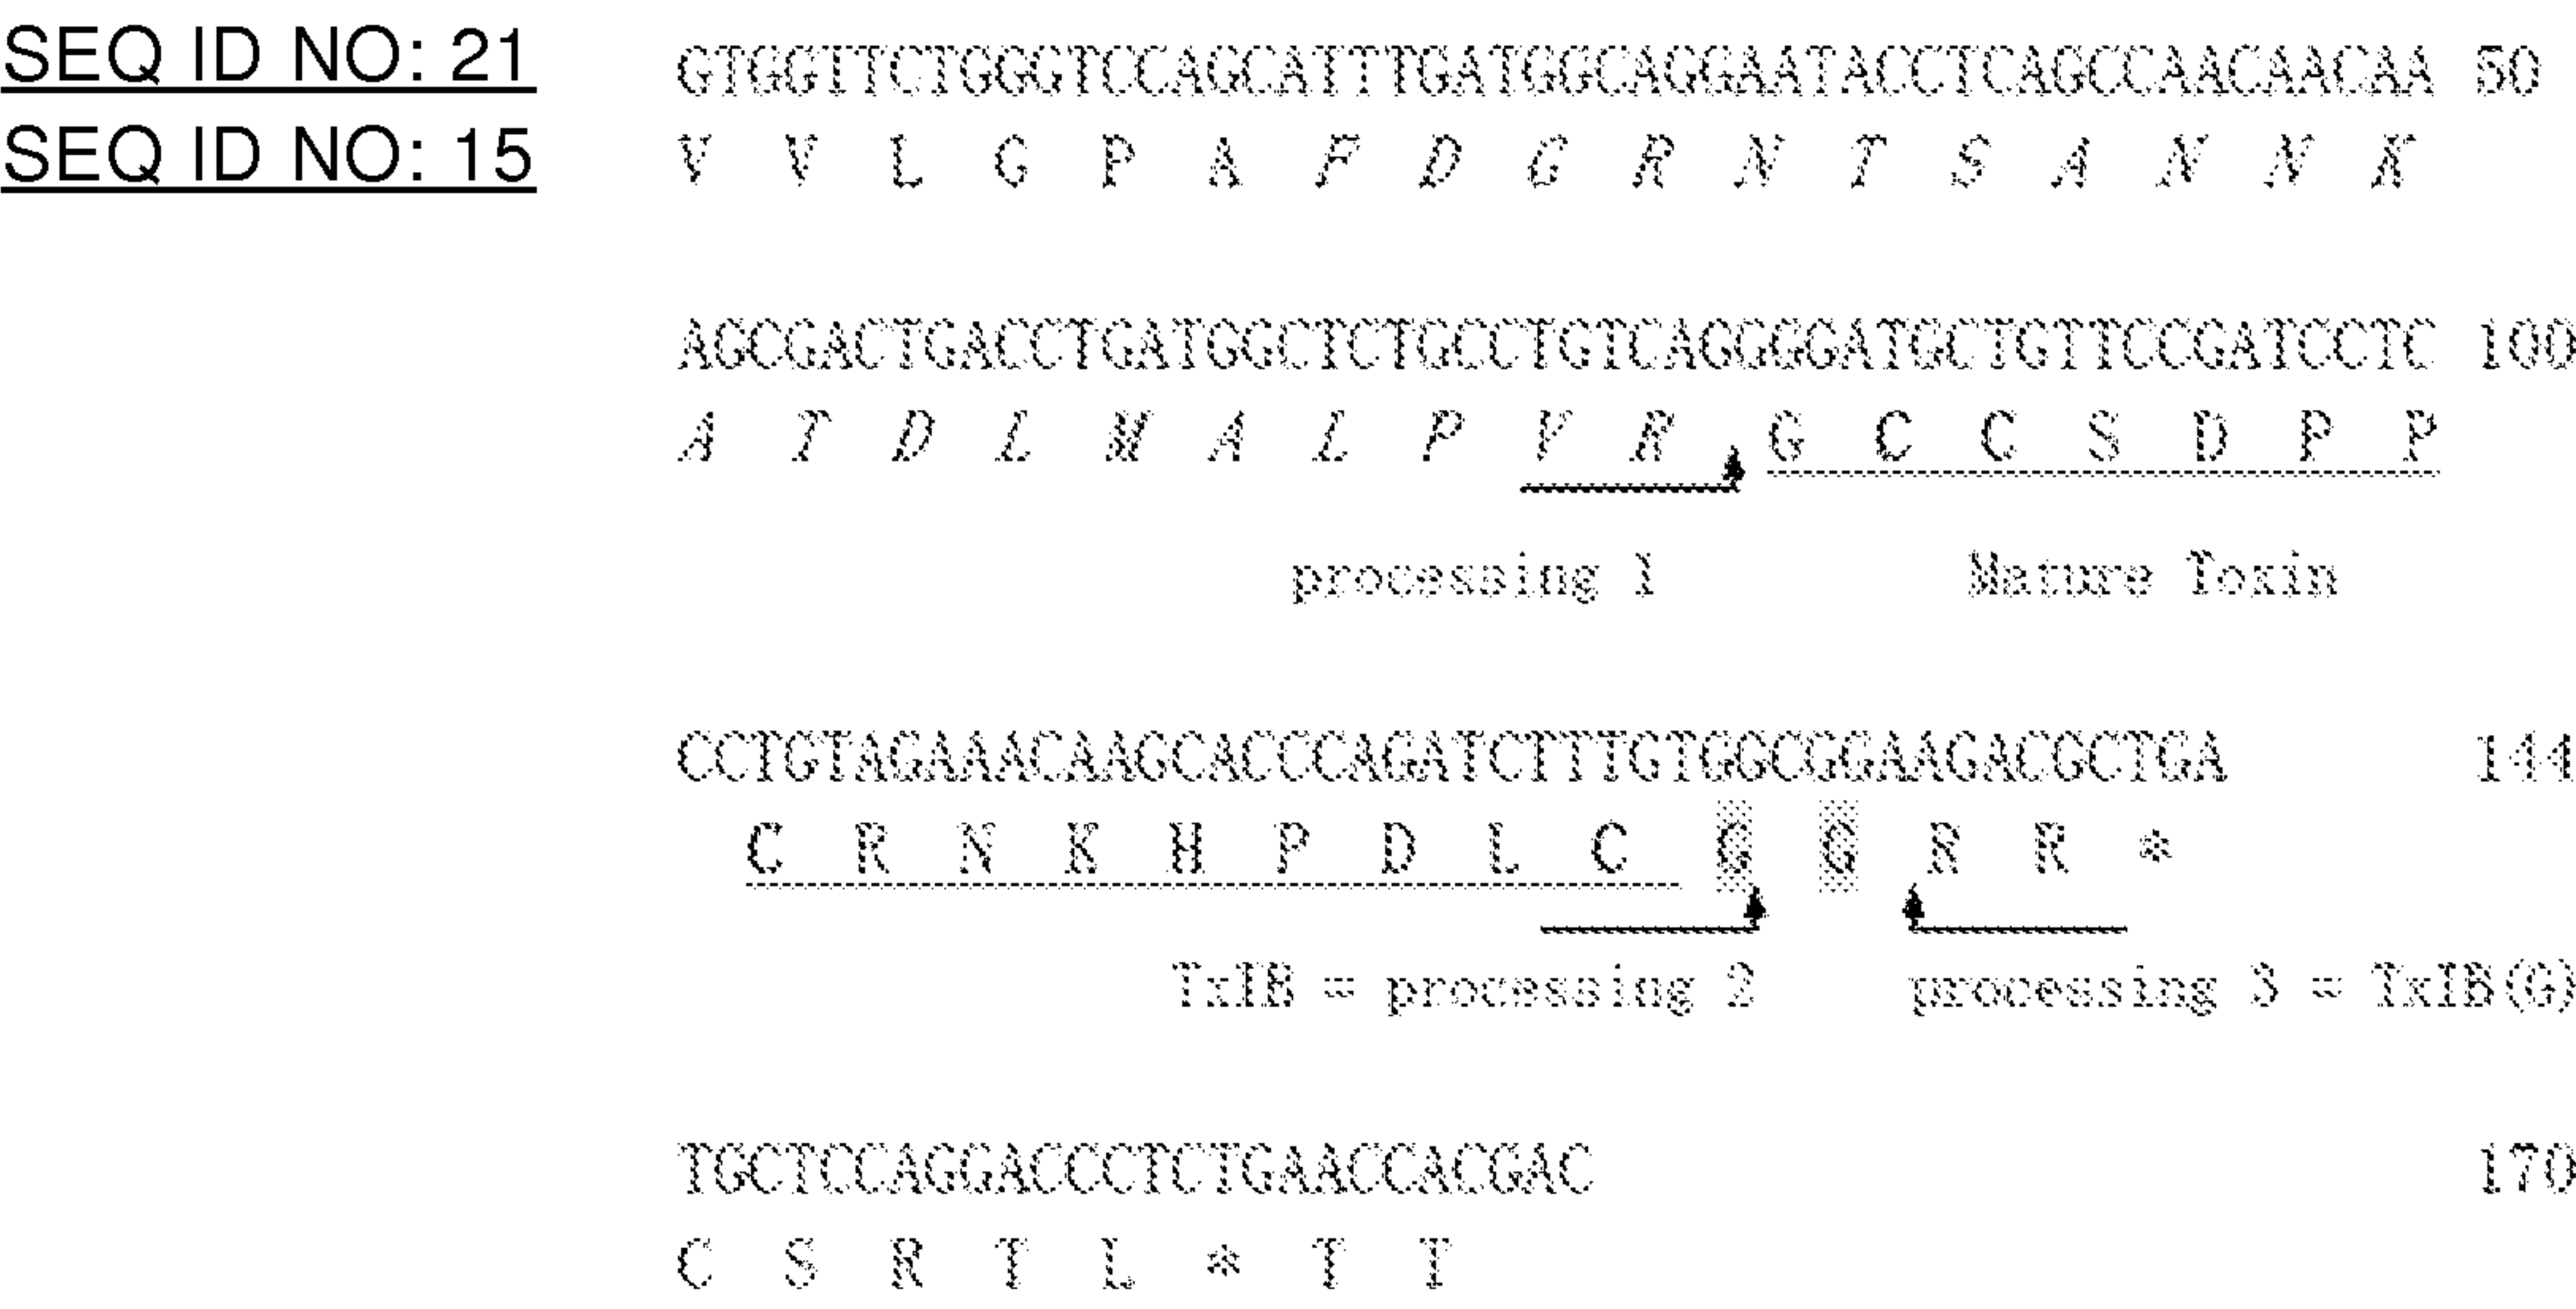 SEQ ID NO: 21 GTGGTTCTGGGTCCAGCATTTGATGGCAGGAATACCTCAGCCAACAACAA 50
SEQ ID NO: 15 V V L G P A F D G R N T S A N N K
AGCGACTGACCTGATGGCTCTGCCTGTCAGGGGATGCTGTTCCGATCCTC 100
A T D L M A L P V R G C C S D P P
processing 1 Mature Toxin
CCTGTAGAAACAAGCACCCAGATCTTTGTGGCGGAAGACGCTGA 144
C R N K H P D L C G G R R *
TxIB = processing 2 processing 3 = TxIB(G)
TGCTCCAGGACCCTCTGAACCACGAC 170
C S R T L * T T